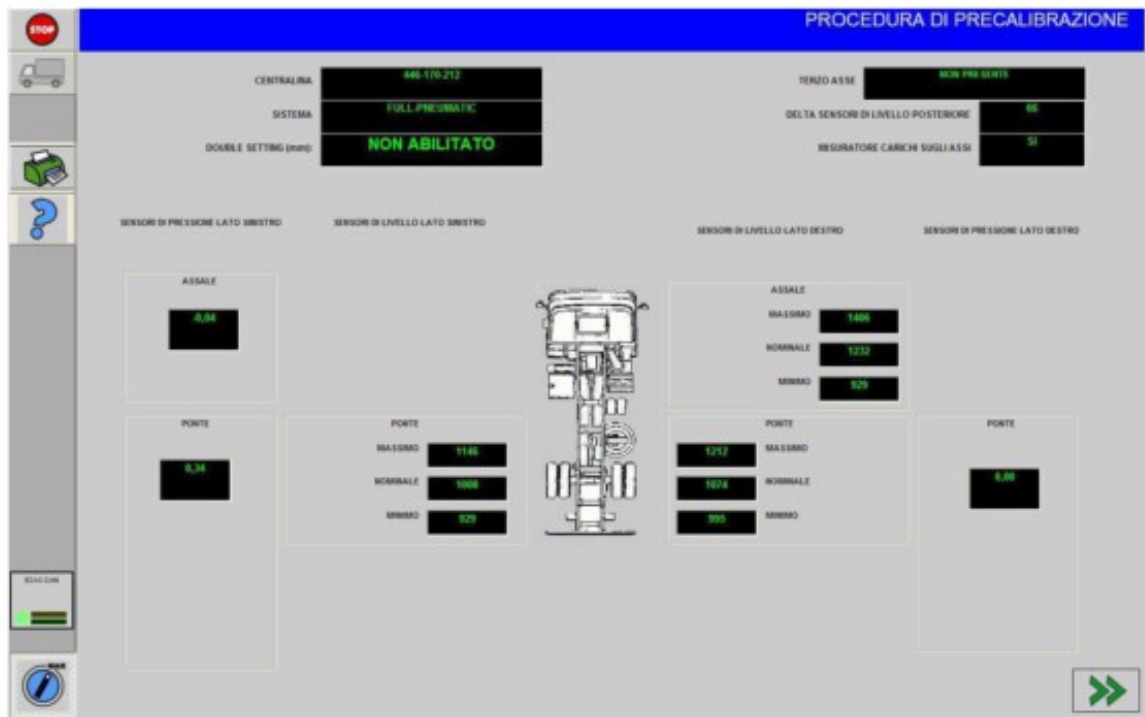 STOP
PROCEDURA DI PRECALIBRAZIONE
CENTRALINA
446-170-212
SISTEMA
FULL-PNEUMATIC
DOUBLE SETTING (mm):
NON ABILITATO
TERZO ASSE
NON PRESENTE
DELTA SENSORI DI LIVELLO POSTERIORE
66
MISURATORE CARICHI SUGLI ASSI
SI
SENSORI DI PRESSIONE LATO SINISTRO
SENSORI DI LIVELLO LATO SINISTRO
SENSORI DI LIVELLO LATO DESTRO
SENSORI DI PRESSIONE LATO DESTRO
ASSALE
-0,04
ASSALE
MASSIMO 1406
NOMINALE 1232
MINIMO 929
PONTE
0,34
PONTE
MASSIMO 1146
NOMINALE 1008
MINIMO 929
PONTE
1212 MASSIMO
1074 NOMINALE
995 MINIMO
PONTE
0,00